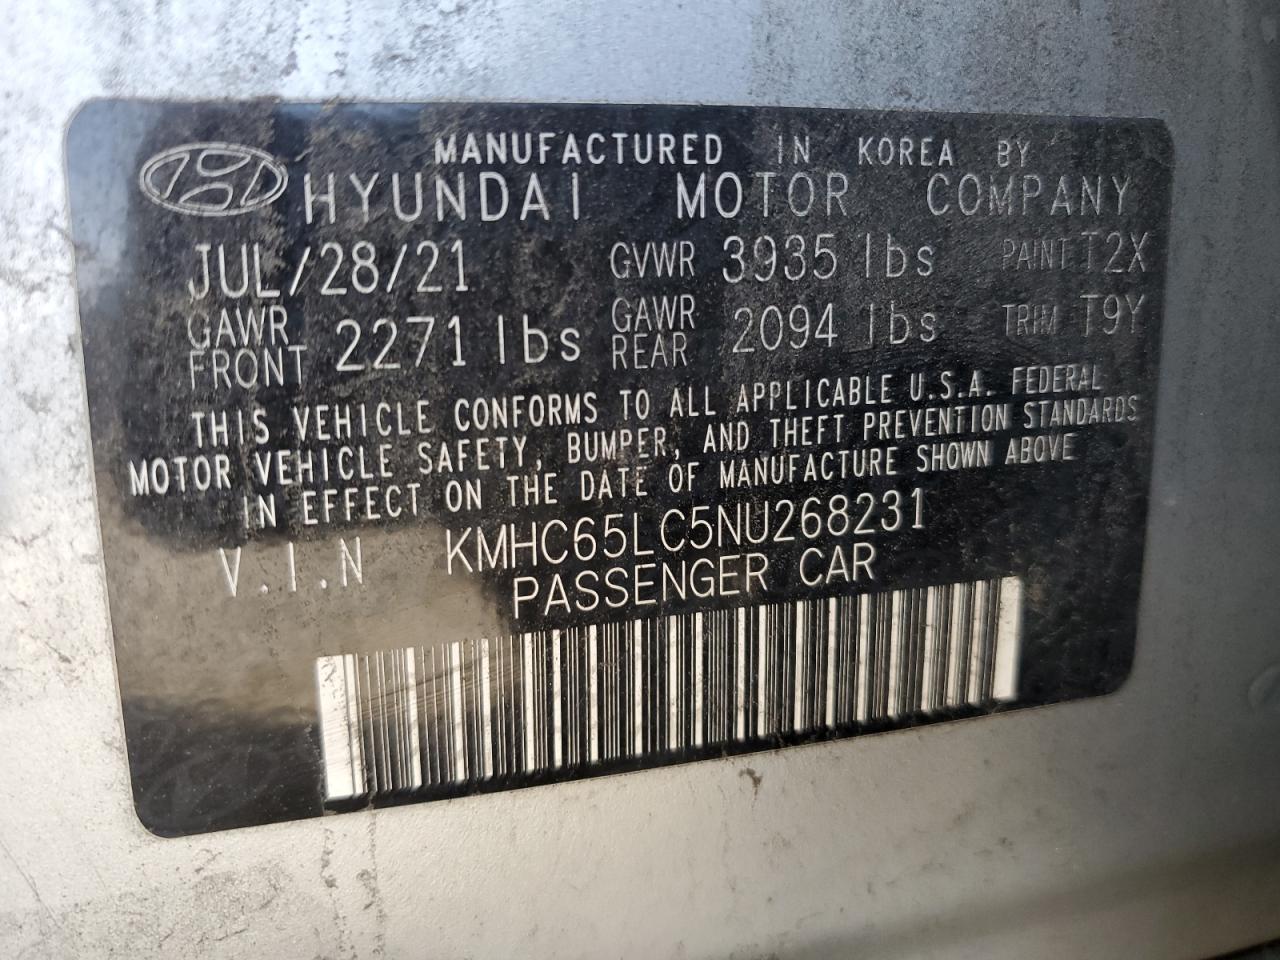 MANUFACTURED IN KOREA BY
HYUNDAI MOTOR COMPANY
JUL/28/21 GVWR 3935 lbs PAINT T2X
GAWR FRONT 2271 lbs GAWR REAR 2094 lbs TRIM T9Y
THIS VEHICLE CONFORMS TO ALL APPLICABLE U.S.A. FEDERAL
MOTOR VEHICLE SAFETY, BUMPER, AND THEFT PREVENTION STANDARDS
IN EFFECT ON THE DATE OF MANUFACTURE SHOWN ABOVE
V.I.N KMHC65LC5NU268231
PASSENGER CAR